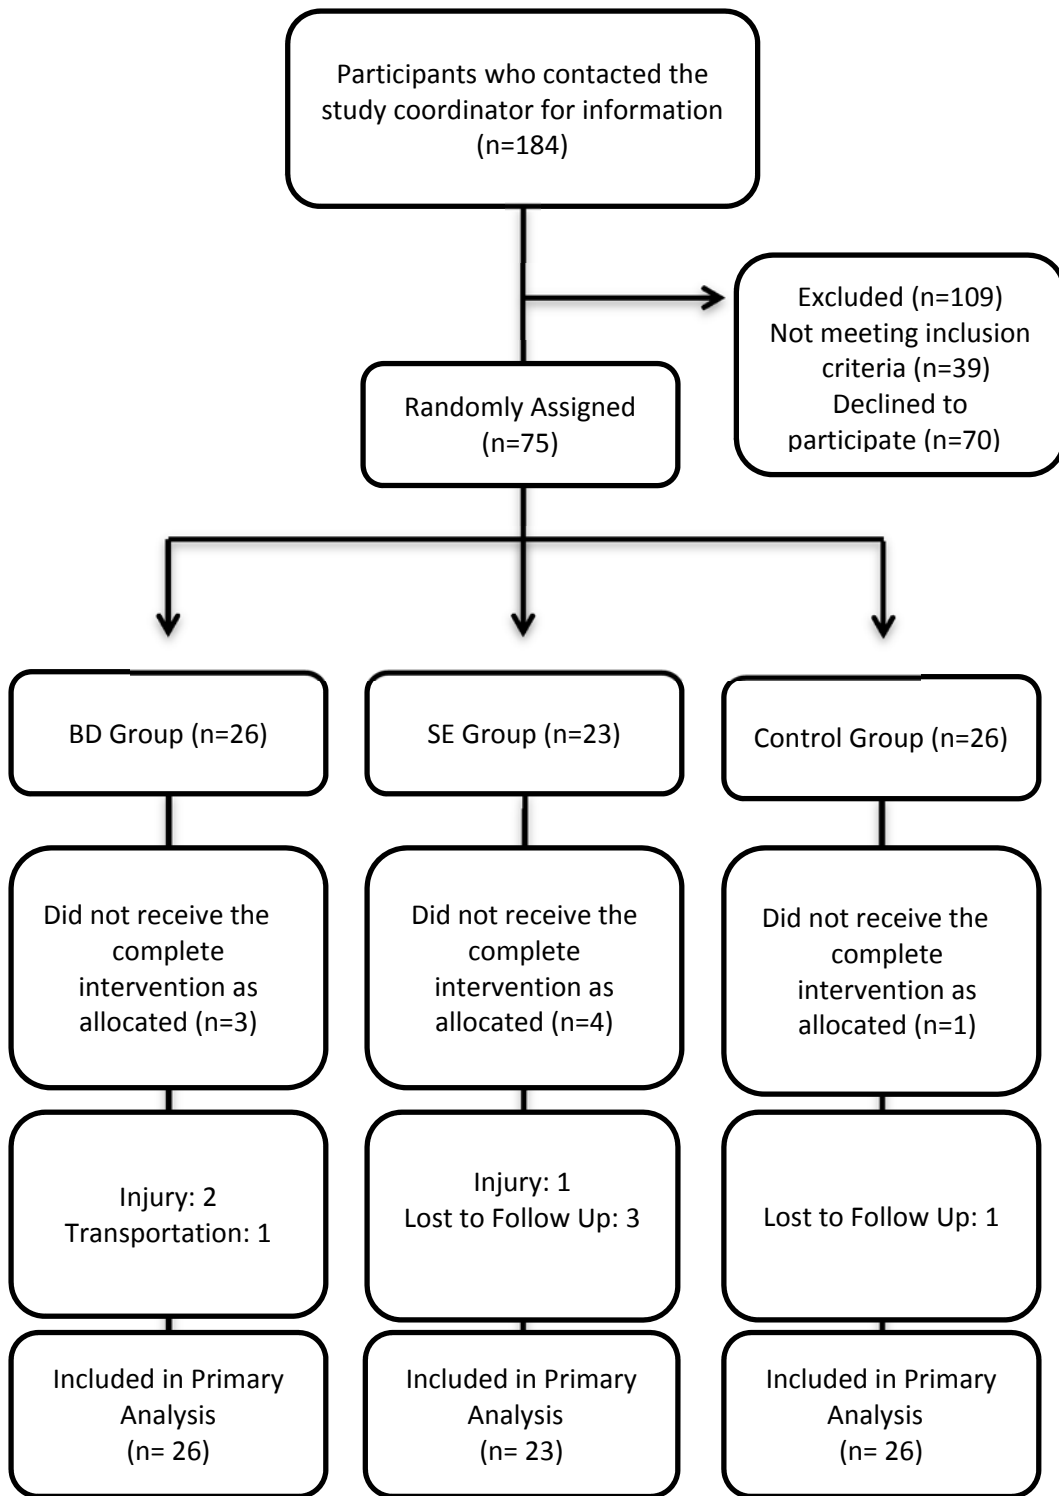 Participants who contacted the
study coordinator for information
(n=184)
Excluded (n=109)
Not meeting inclusion
criteria (n=39)
Declined to
participate (n=70)
Randomly Assigned
(n=75)
BD Group (n=26)
SE Group (n=23)
Control Group (n=26)
Did not receive the
complete
intervention as
allocated (n=3)
Did not receive the
complete
intervention as
allocated (n=4)
Did not receive the
complete
intervention as
allocated (n=1)
Injury: 2
Transportation: 1
Injury: 1
Lost to Follow Up: 3
Lost to Follow Up: 1
Included in Primary
Analysis
(n= 26)
Included in Primary
Analysis
(n= 23)
Included in Primary
Analysis
(n= 26)